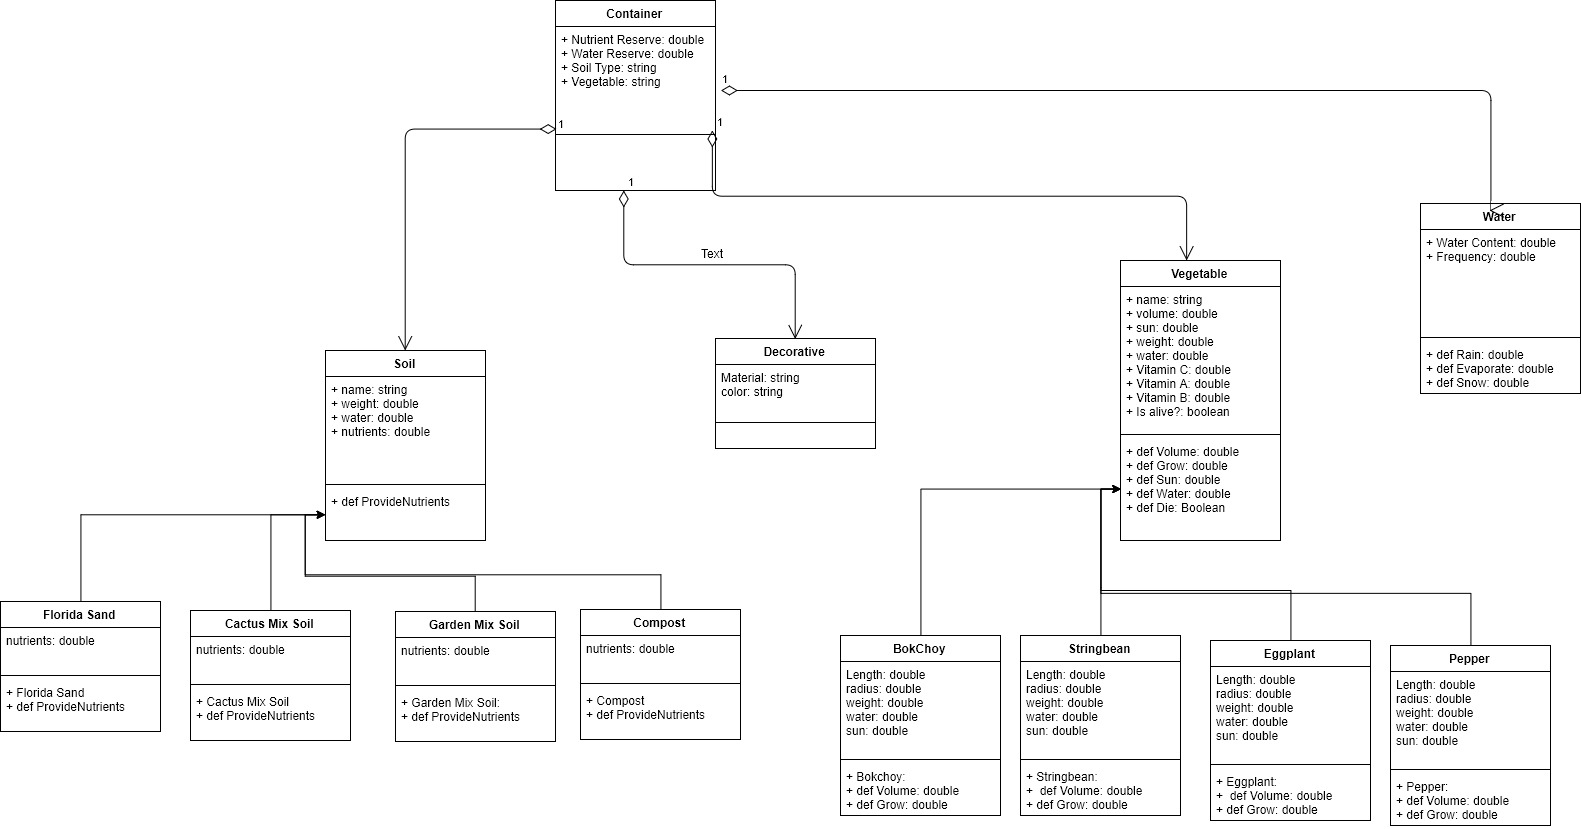 Container
+ Nutrient Reserve: double
+ Water Reserve: double
+ Soil Type: string
+ Vegetable: string
1
1
1
1
Text
Water
+ Water Content: double
+ Frequency: double
+ def Rain: double
+ def Evaporate: double
+ def Snow: double
Vegetable
+ name: string
+ volume: double
+ sun: double
+ weight: double
+ water: double
+ Vitamin C: double
+ Vitamin A: double
+ Vitamin B: double
+ Is alive?: boolean
+ def Volume: double
+ def Grow: double
+ def Sun: double
+ def Water: double
+ def Die: Boolean
Decorative
Material: string
color: string
Soil
+ name: string
+ weight: double
+ water: double
+ nutrients: double
+ def ProvideNutrients
Florida Sand
nutrients: double
+ Florida Sand
+ def ProvideNutrients
Cactus Mix Soil
nutrients: double
+ Cactus Mix Soil
+ def ProvideNutrients
Garden Mix Soil
nutrients: double
+ Garden Mix Soil:
+ def ProvideNutrients
Compost
nutrients: double
+ Compost
+ def ProvideNutrients
BokChoy
Length: double
radius: double
weight: double
water: double
sun: double
+ Bokchoy:
+ def Volume: double
+ def Grow: double
Stringbean
Length: double
radius: double
weight: double
water: double
sun: double
+ Stringbean:
+ def Volume: double
+ def Grow: double
Eggplant
Length: double
radius: double
weight: double
water: double
sun: double
+ Eggplant:
+ def Volume: double
+ def Grow: double
Pepper
Length: double
radius: double
weight: double
water: double
sun: double
+ Pepper:
+ def Volume: double
+ def Grow: double